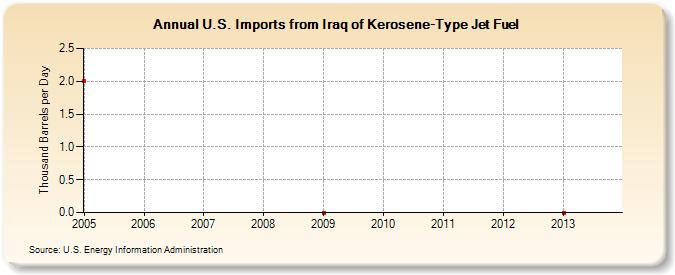 Annual U.S. Imports from Iraq of Kerosene-Type Jet Fuel
Thousand Barrels per Day
2.5
2.0
1.5
1.0
0.5
0.0
2005 2006 2007 2008 2009 2010 2011 2012 2013
Source: U.S. Energy Information Administration